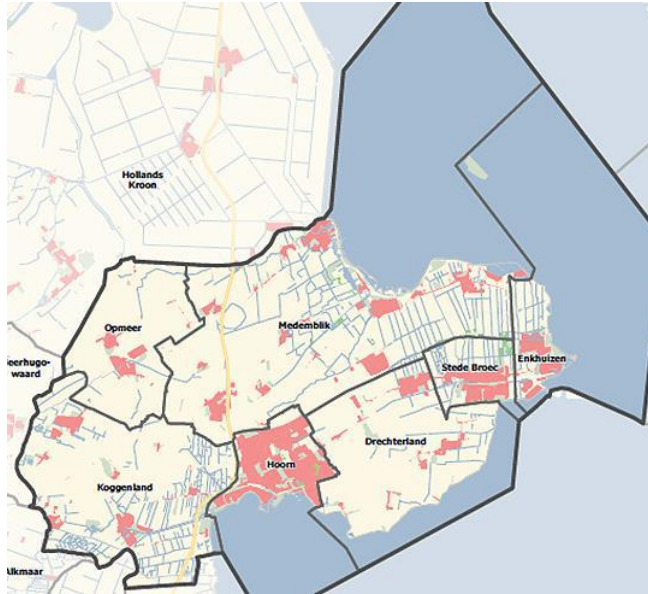 Hollands
Kroon
Opmeer
Medemblik
eerhugo-
waard
Stede Broec
Enkhuizen
Drechterland
Hoorn
Koggenland
Alkmaar